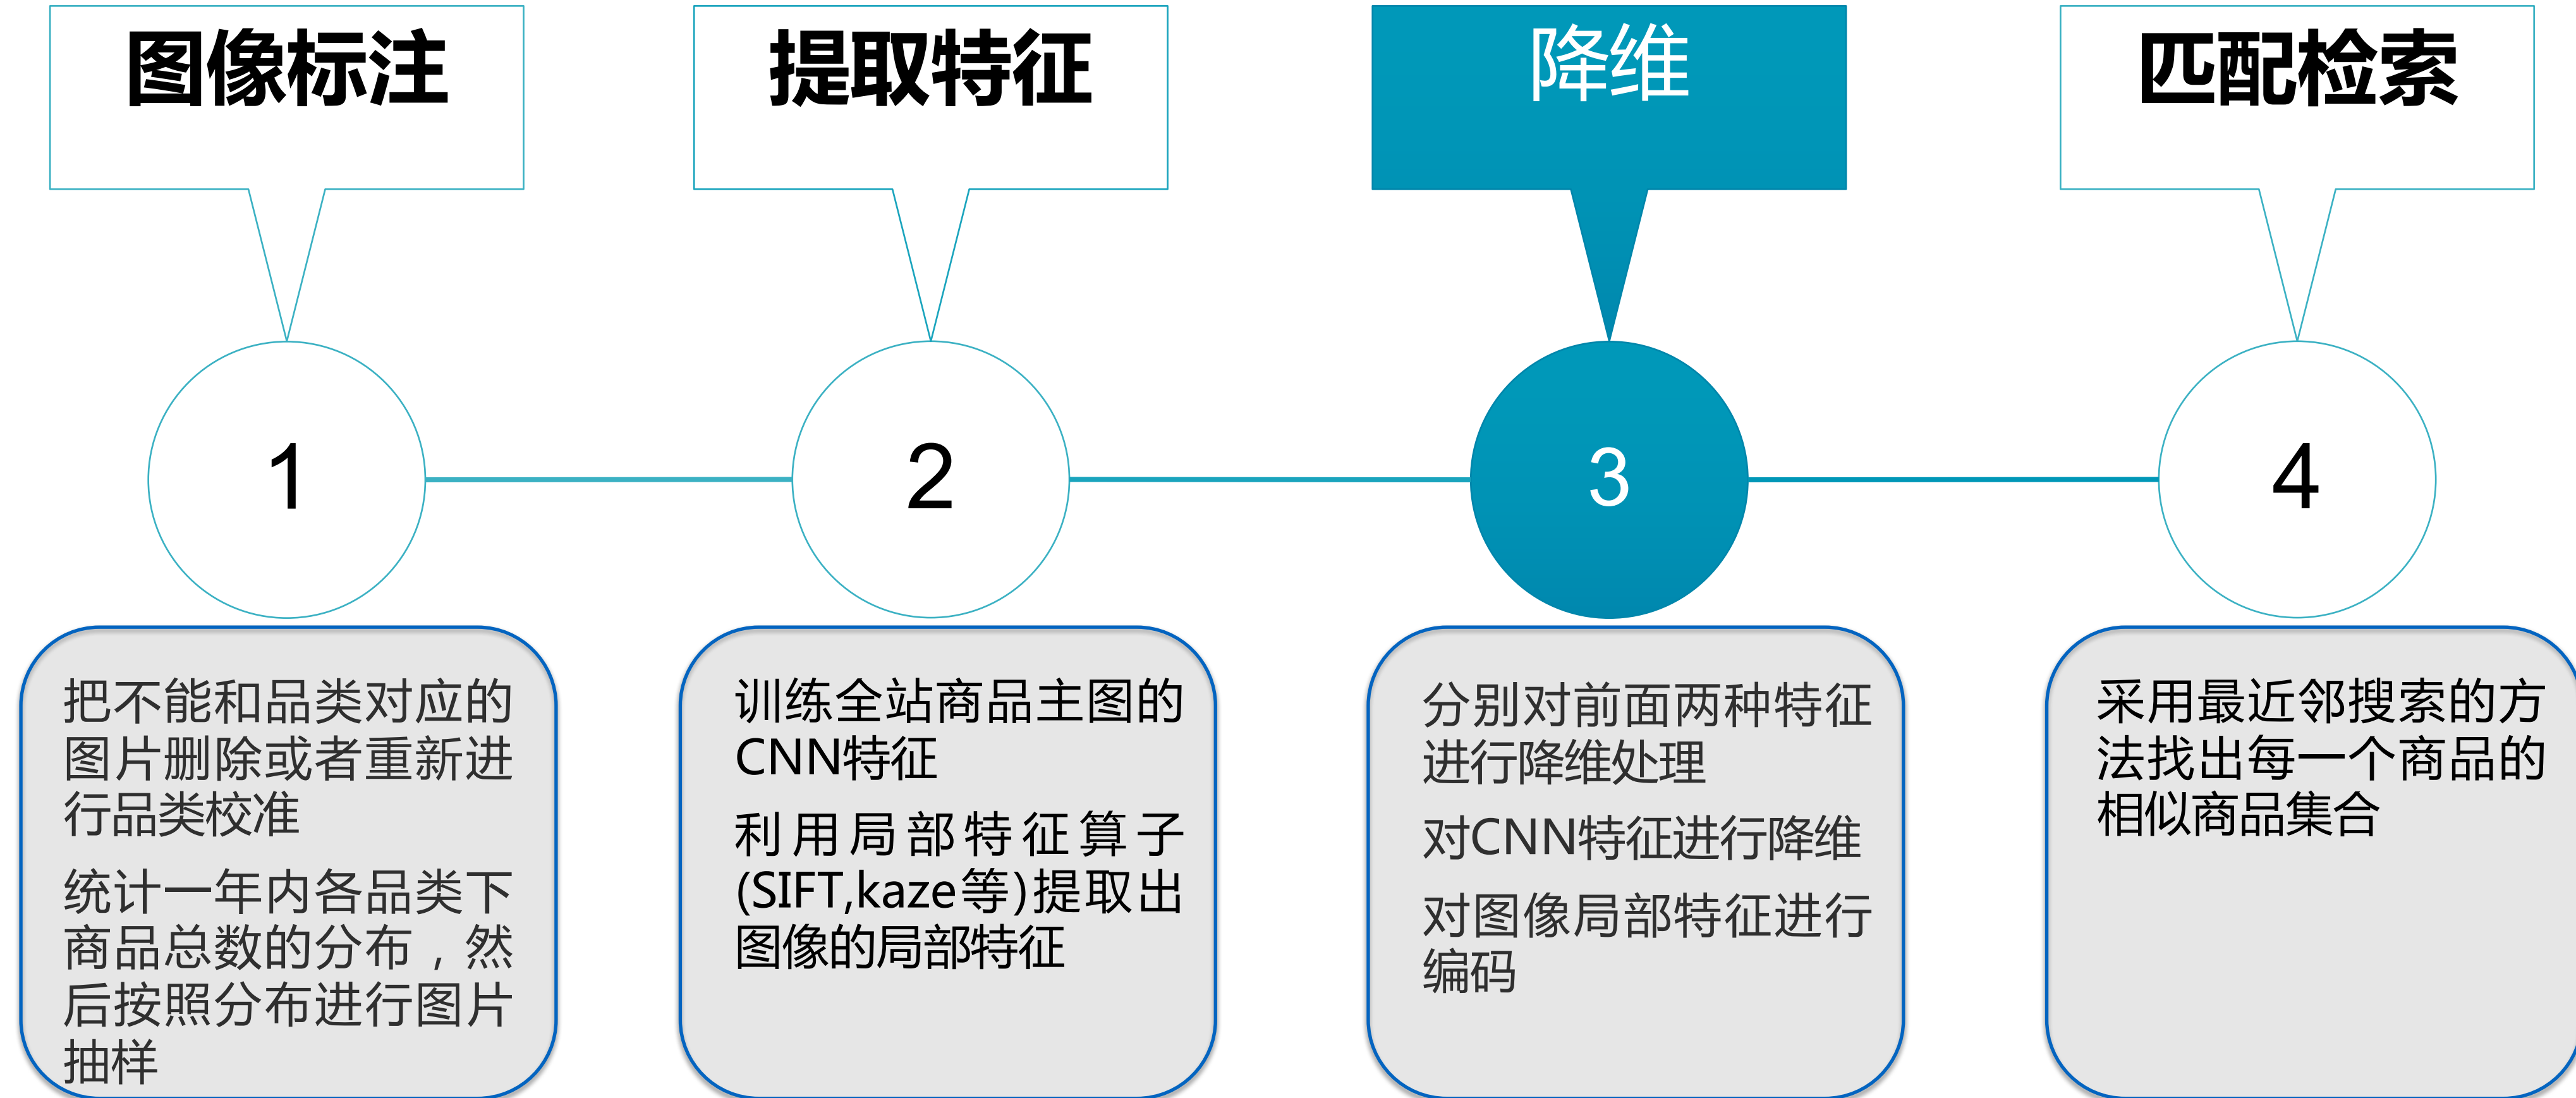 图像标注
提取特征
降维
匹配检索
1
2
3
4
把不能和品类对应的
图片删除或者重新进
行品类校准
统计一年内各品类下
商品总数的分布，然
后按照分布进行图片
抽样
训练全站商品主图的
CNN特征
利用局部特征算子
(SIFT,kaze等)提取出
图像的局部特征
分别对前面两种特征
进行降维处理
对CNN特征进行降维
对图像局部特征进行
编码
采用最近邻搜索的方
法找出每一个商品的
相似商品集合